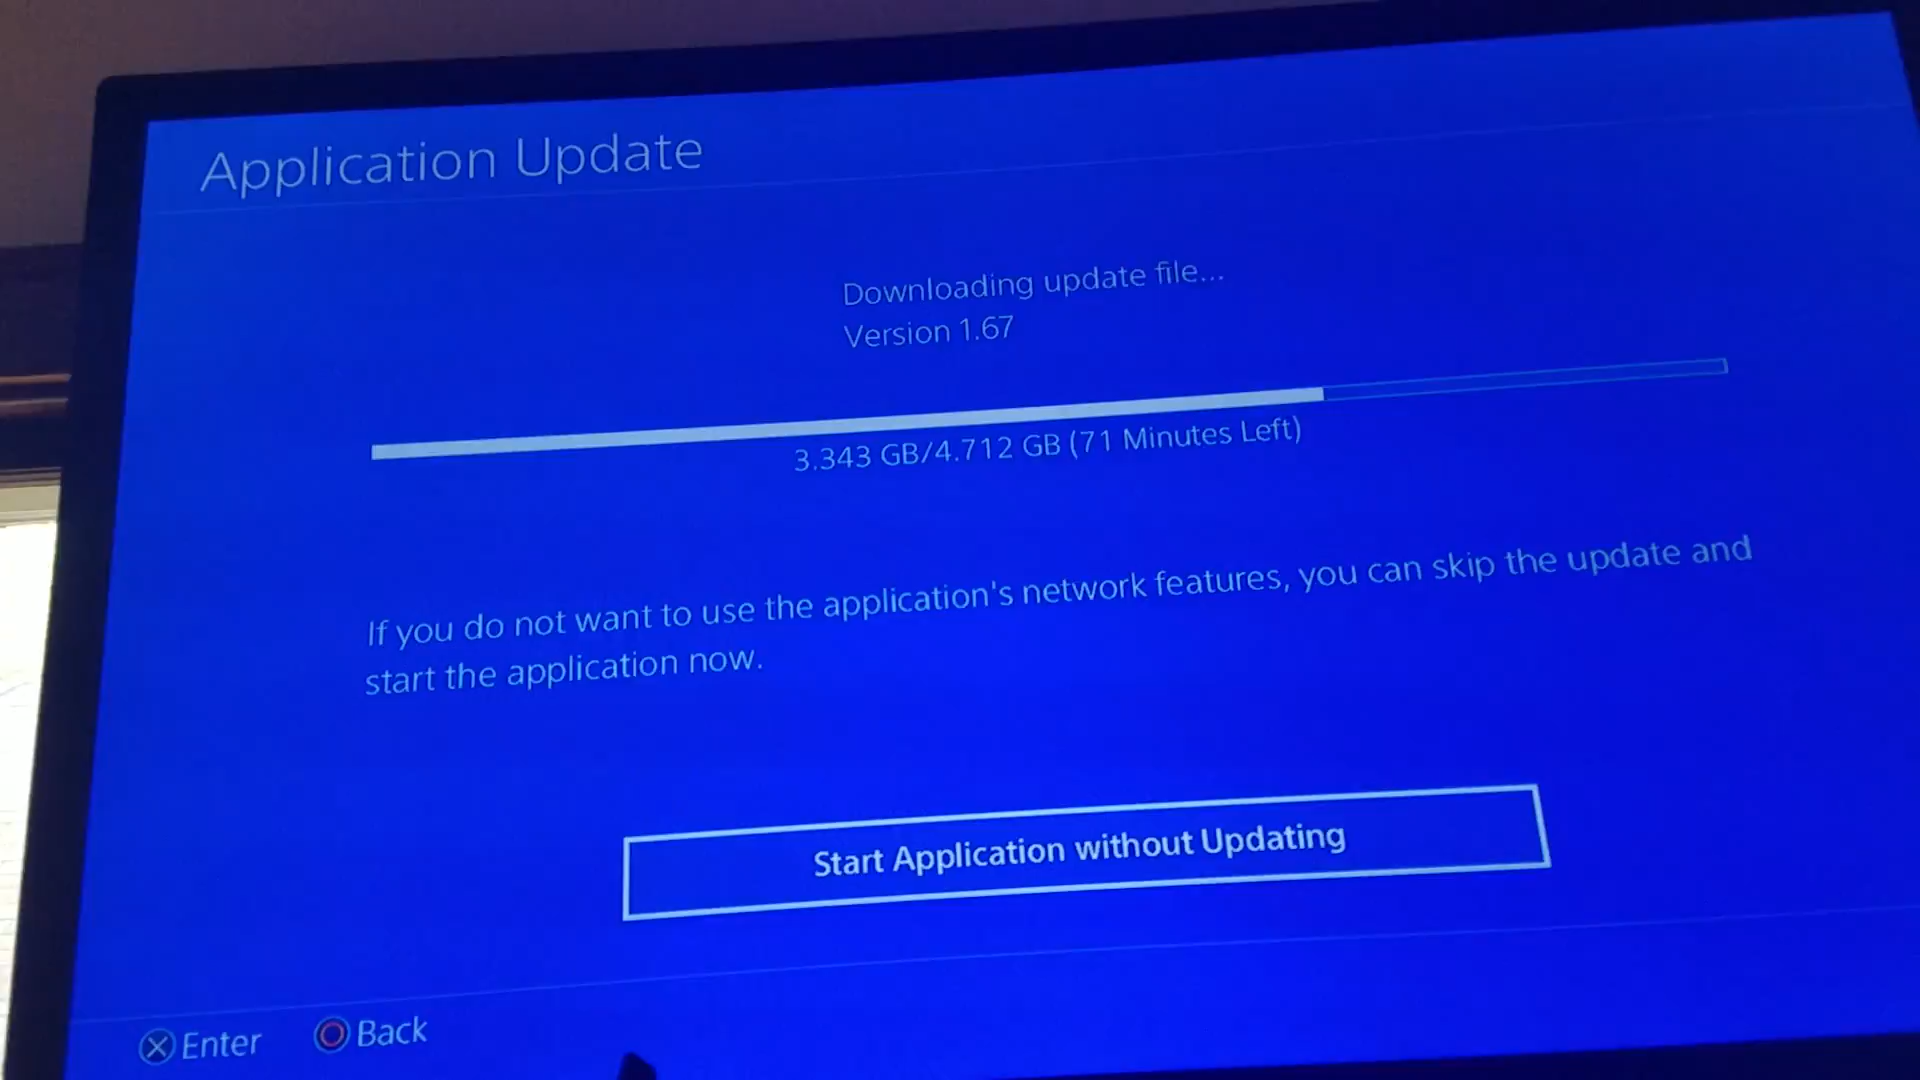 Application Update
Downloading update file...
Version 1.67
3.343 GB/4.712 GB (71 Minutes Left)
If you do not want to use the application's network features, you can skip the update and
start the application now.
Start Application without Updating
Enter Back